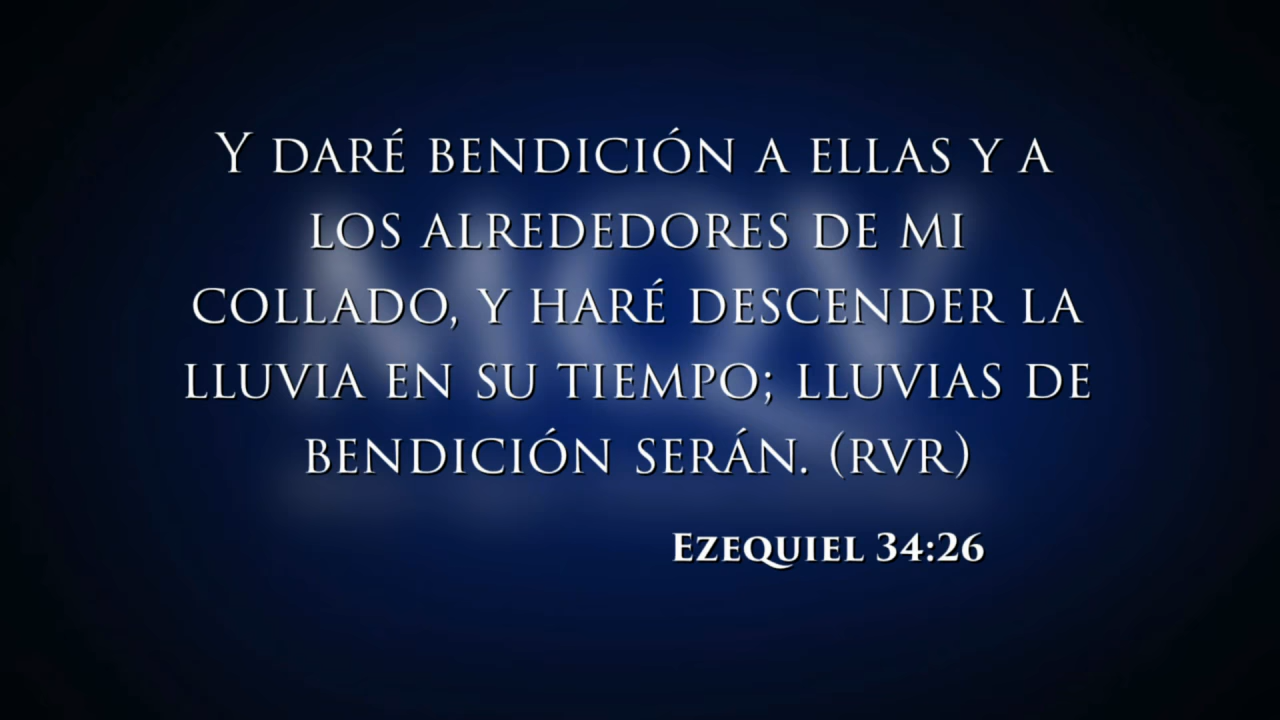 Y DARÉ BENDICIÓN A ELLAS Y A
LOS ALREDEDORES DE MI
COLLADO, Y HARÉ DESCENDER LA
LLUVIA EN SU TIEMPO; LLUVIAS DE
BENDICIÓN SERÁN. (RVR)
EZEQUIEL 34:26